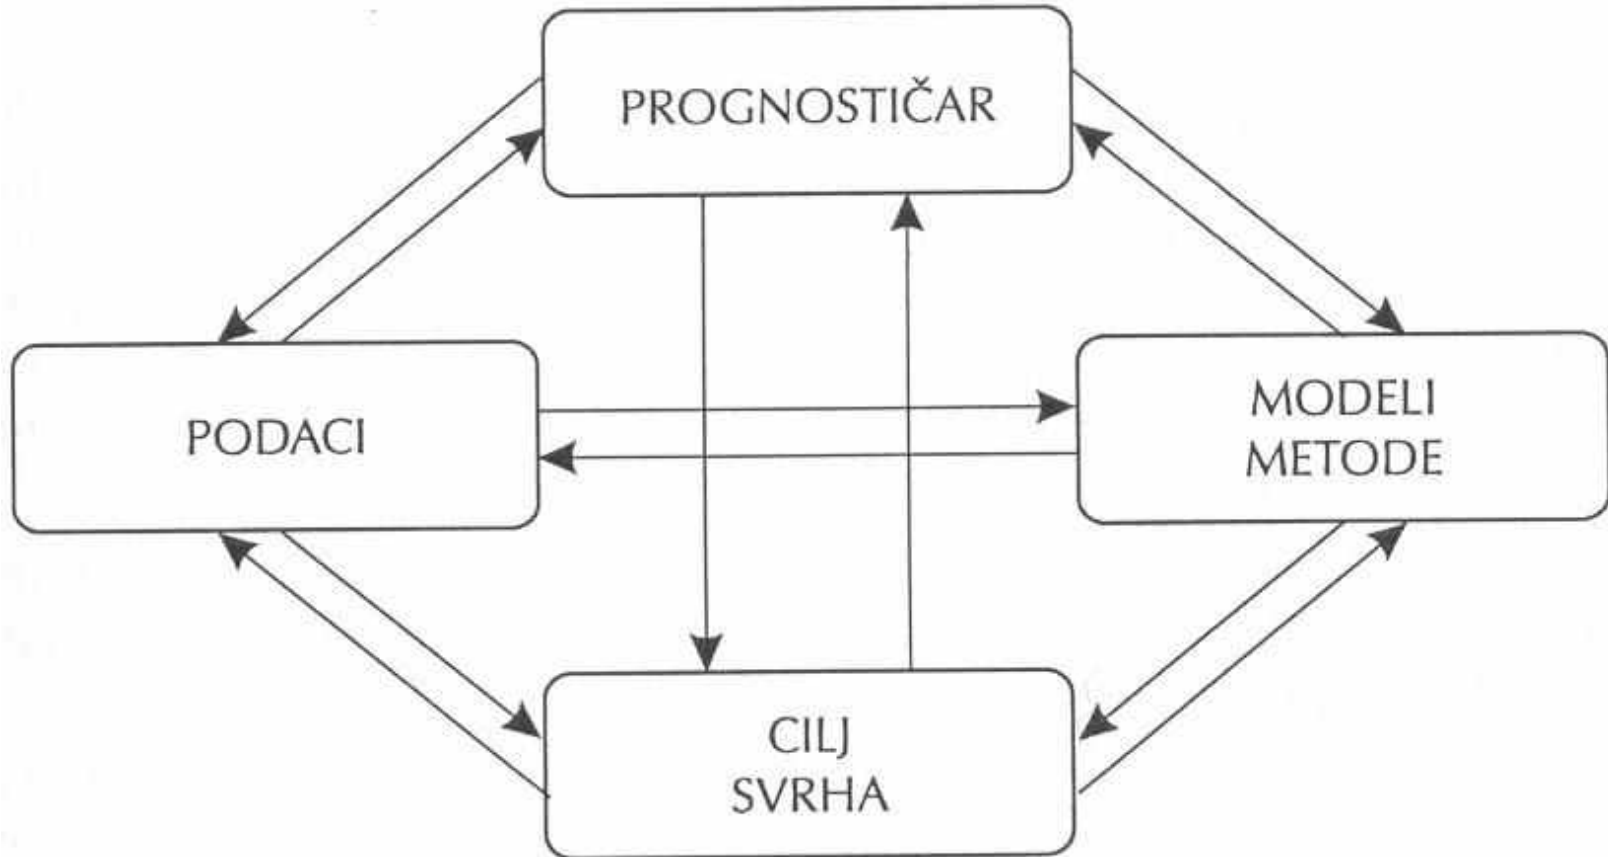 PROGNOSTIČAR
PODACI
MODELI
METODE
CILJ
SVRHA